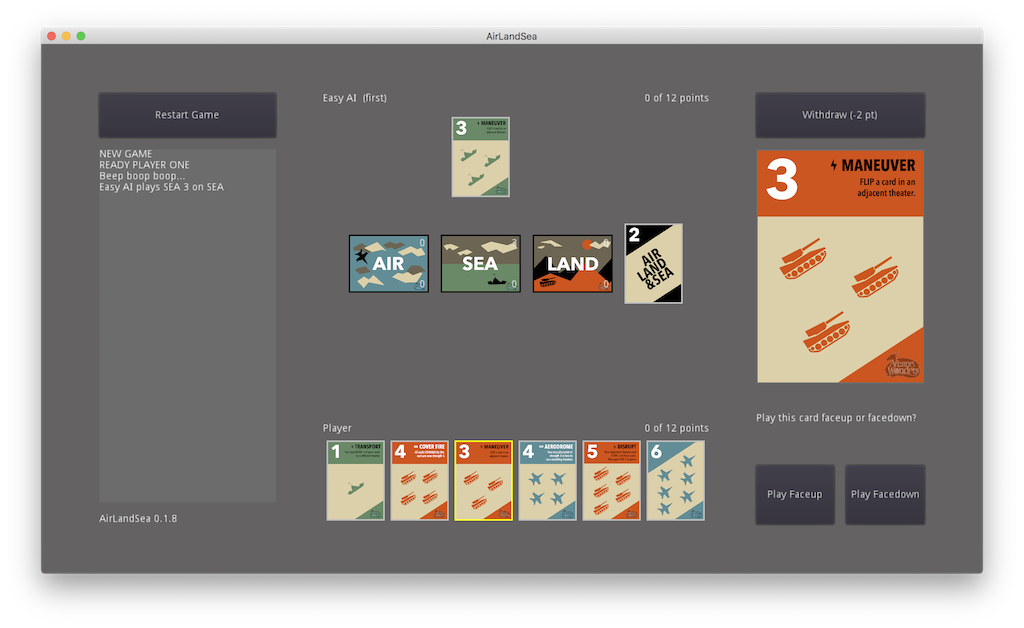 AirLandSea
Restart Game
Easy AI (first)
0 of 12 points
Withdraw (-2 pt)
NEW GAME
READY PLAYER ONE
Beep boop boop...
Easy AI plays SEA 3 on SEA
3
MANEUVER
3
MANEUVER
FLIP a card in an
adjacent theater.
0
AIR
0
3
SEA
0
0
LAND
0
2
AIR
LAND
&SEA
Play this card faceup or facedown?
Player
0 of 12 points
1
TRANSPORT
4
COVER FIRE
3
MANEUVER
4
AERODROME
5
DISRUPT
6
Play Faceup
Play Facedown
AirLandSea 0.1.8